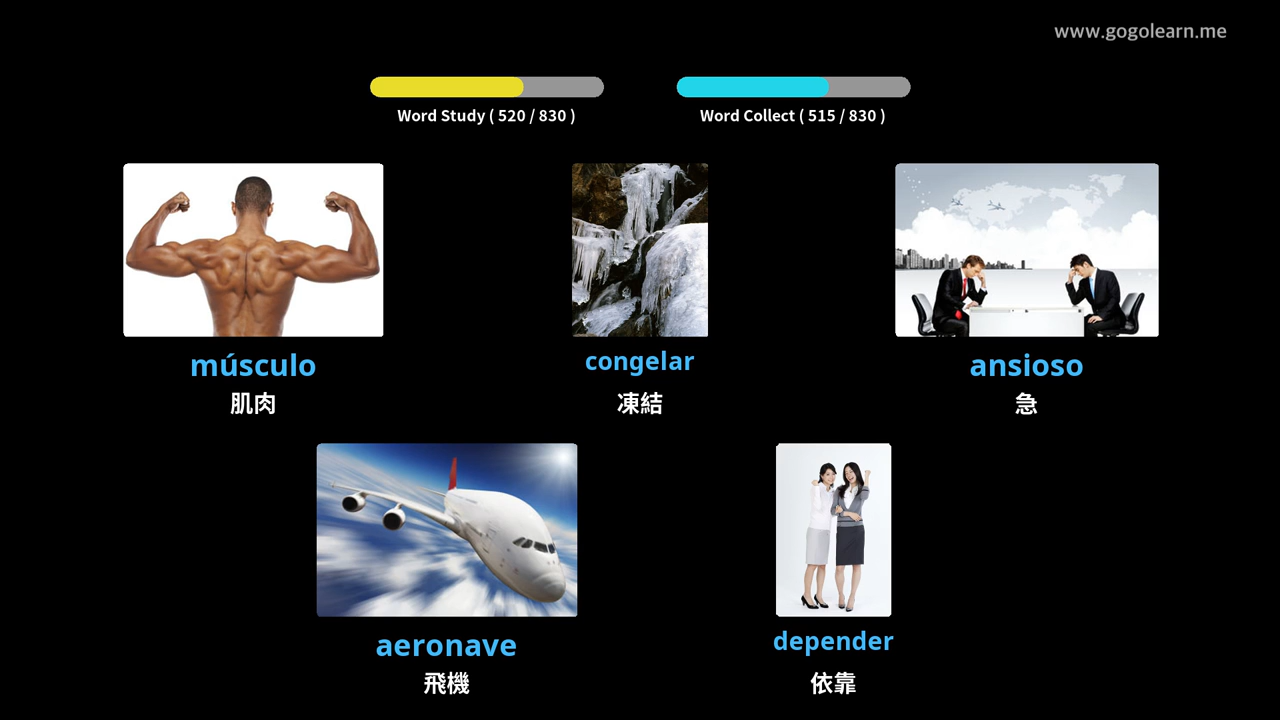 www.gogolearn.me
Word Study ( 520 / 830 )
Word Collect ( 515 / 830 )
músculo
肌肉
congelar
凍結
ansioso
急
aeronave
飛機
depender
依靠